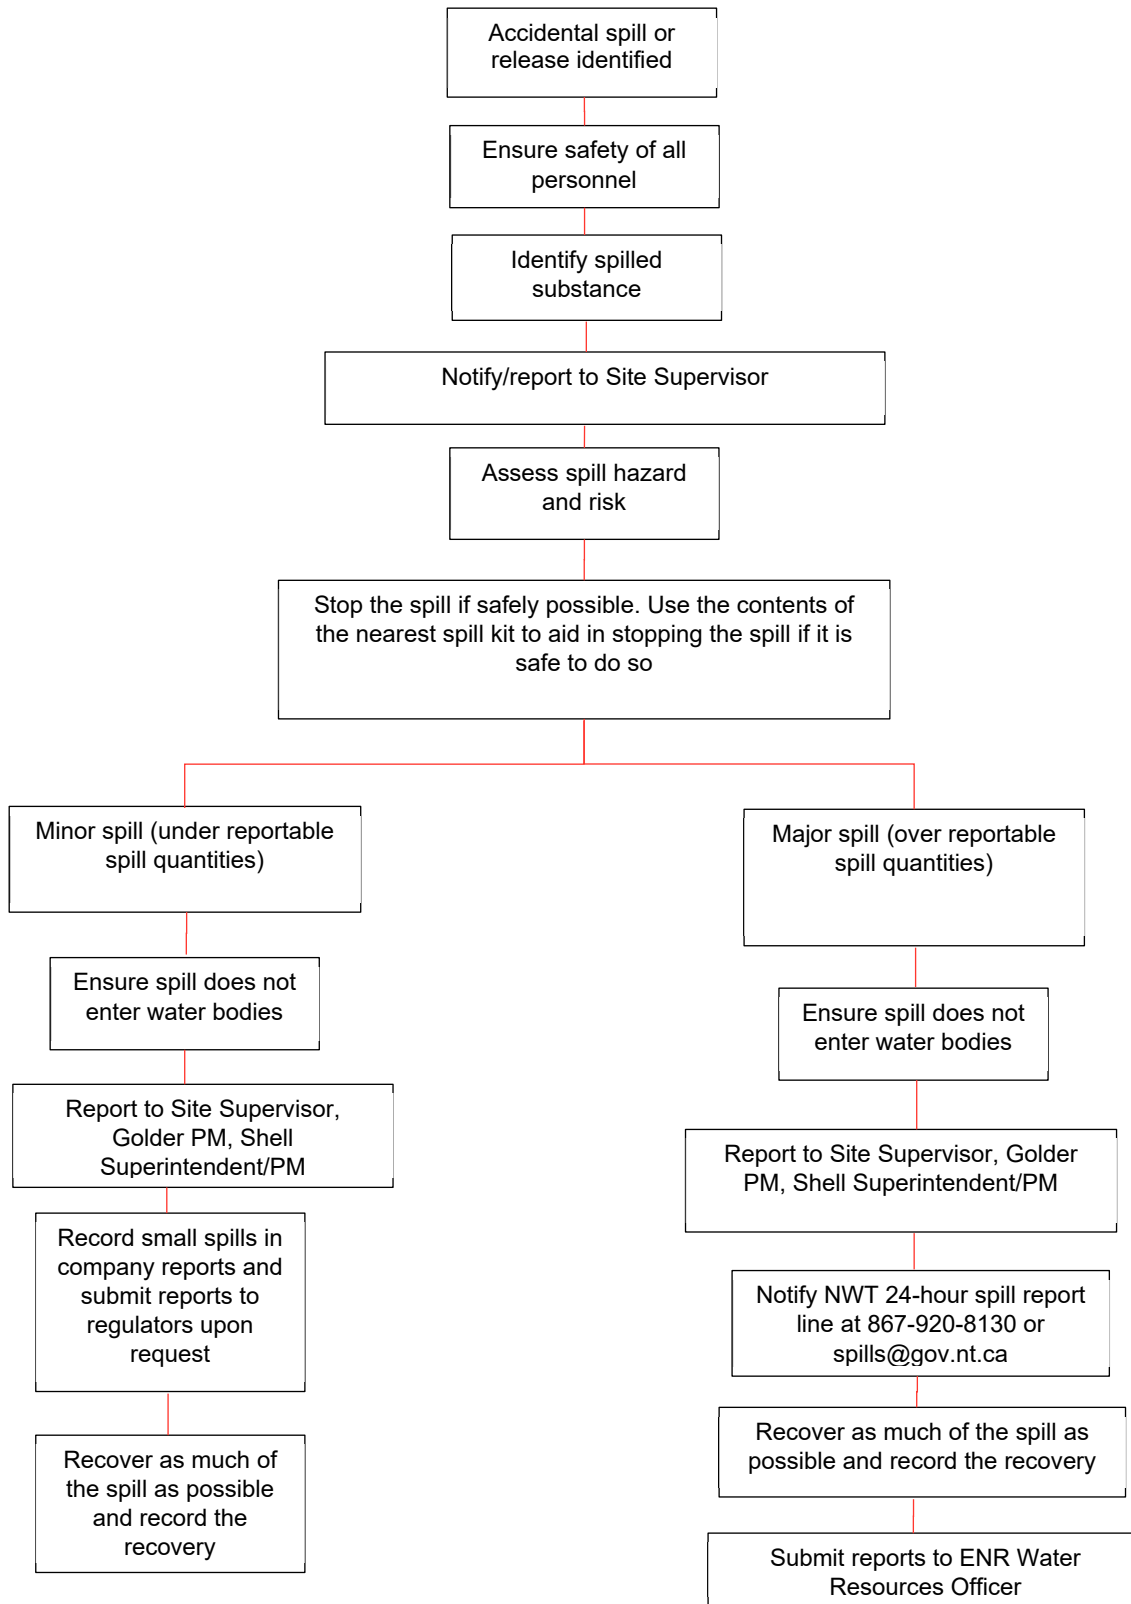 Accidental spill or
release identified
Ensure safety of all
personnel
Identify spilled
substance
Notify/report to Site Supervisor
Assess spill hazard
and risk
Stop the spill if safely possible. Use the contents of
the nearest spill kit to aid in stopping the spill if it is
safe to do so
Minor spill (under reportable
spill quantities)
Ensure spill does not
enter water bodies
Report to Site Supervisor,
Golder PM, Shell
Superintendent/PM
Record small spills in
company reports and
submit reports to
regulators upon
request
Recover as much of
the spill as possible
and record the
recovery
Major spill (over reportable
spill quantities)
Ensure spill does not
enter water bodies
Report to Site Supervisor, Golder
PM, Shell Superintendent/PM
Notify NWT 24-hour spill report
line at 867-920-8130 or
spills@gov.nt.ca
Recover as much of the spill as
possible and record the recovery
Submit reports to ENR Water
Resources Officer